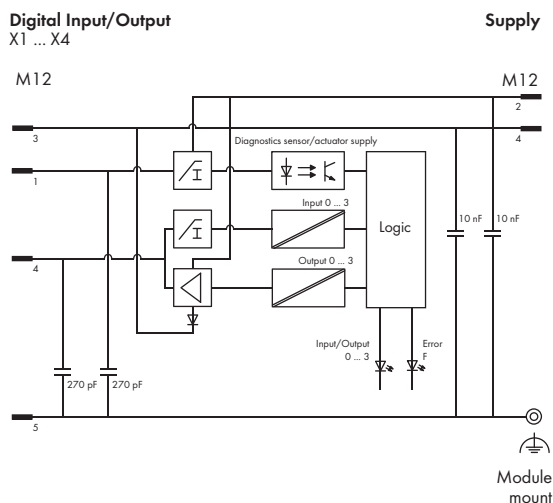 Digital Input/Output
Supply
X1 ... X4
M12
M12
2
3
4
Diagnostics sensor/actuator supply
1
Input 0 ... 3
10 nF
10 nF
Logic
4
Output 0 ... 3
Input/Output
0 ... 3
Error
F
270 pF
270 pF
5
Module
mount